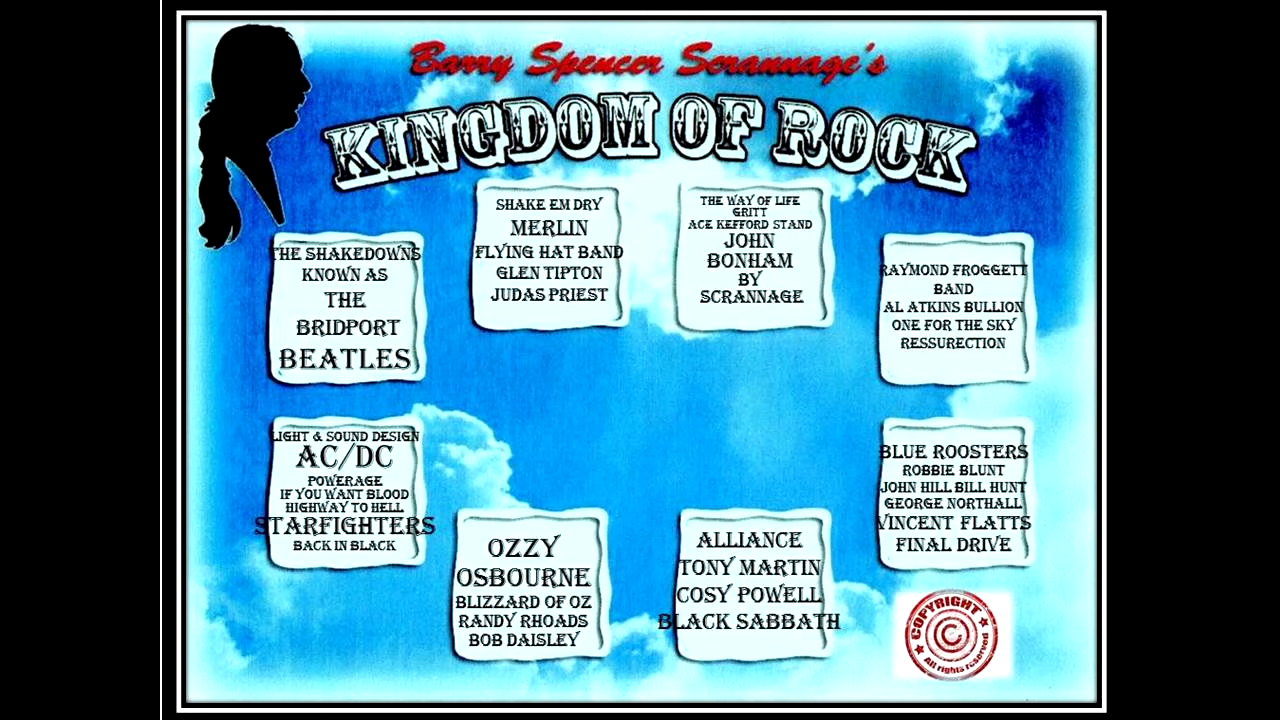 Barry Spencer Scrannage's
KINGDOM OF ROCK
THE SHAKEDOWNS
KNOWN AS
THE
BRIDPORT
BEATLES
SHAKE EM DRY
MERLIN
FLYING HAT BAND
GLEN TIPTON
JUDAS PRIEST
THE WAY OF LIFE
GRITT
ACE KEFFORD STAND
JOHN
BONHAM
BY
SCRANNAGE
RAYMOND FROGGETT
BAND
AL ATKINS BULLION
ONE FOR THE SKY
RESSURECTION
LIGHT & SOUND DESIGN
AC/DC
POWERAGE
IF YOU WANT BLOOD
HIGHWAY TO HELL
STARFIGHTERS
BACK IN BLACK
OZZY
OSBOURNE
BLIZZARD OF OZ
RANDY RHOADS
BOB DAISLEY
ALLIANCE
TONY MARTIN
COSY POWELL
BLACK SABBATH
BLUE ROOSTERS
ROBBIE BLUNT
JOHN HILL BILL HUNT
GEORGE NORTHALL
VINCENT FLATTS
FINAL DRIVE
COPYRIGHT
C
All rights reserved